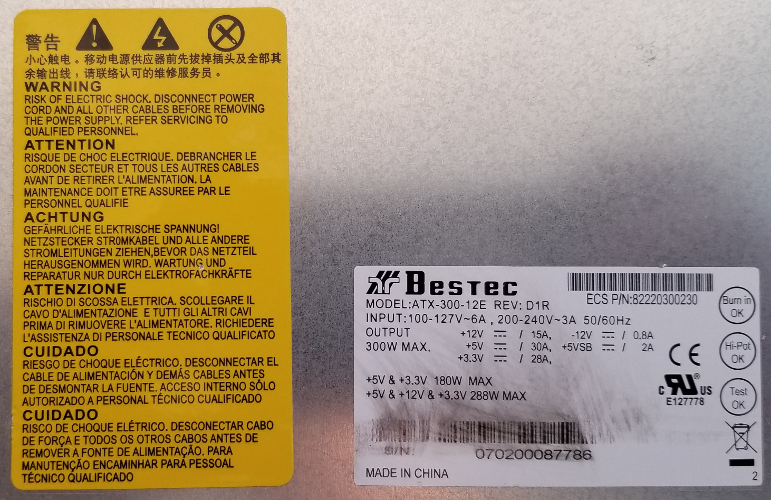 警告
小心触电。移动电源供应器前先拔掉插头及全部其
余输出线，请联络认可的维修服务员。
WARNING
RISK OF ELECTRIC SHOCK. DISCONNECT POWER
CORD AND ALL OTHER CABLES BEFORE REMOVING
THE POWER SUPPLY. REFER SERVICING TO
QUALIFIED PERSONNEL.
ATTENTION
RISQUE DE CHOC ELECTRIQUE. DEBRANCHER LE
CORDON SECTEUR ET TOUS LES AUTRES CABLES
AVANT DE RETIRER L'ALIMENTATION. LA
MAINTENANCE DOIT ETRE ASSUREE PAR LE
PERSONNEL QUALIFIE
ACHTUNG
GEFÄHRLICHE ELEKTRISCHE SPANNUNG!
NETZSTECKER STR0MKABEL UND ALLE ANDERE
STROMLEITUNGEN ZIEHEN,BEVOR DAS NETZTEIL
HERAUSGENOMMEN WIRD. WARTUNG UND
REPARATUR NUR DURCH ELEKTROFACHKRÄFTE
ATTENZIONE
RISCHIO DI SCOSSA ELETTRICA. SCOLLEGARE IL
CAVO D'ALIMENTAZIONE E TUTTI GLI ALTRI CAVI
PRIMA DI RIMUOVERE L'ALIMENTATORE. RICHIEDERE
L'ASSISTENZA DI PERSONALE TECNICO QUALIFICATO
CUIDADO
RIESGO DE CHOQUE ELÉCTRICO. DESCONNECTAR EL
CABLE DE ALIMENTACIÓN Y DEMÁS CABLES ANTES
DE DESMONTAR LA FUENTE. ACCESO INTERNO SÓLO
AUTORIZADO A PERSONAL TÉCNICO CUALIFICADO
CUIDADO
RISCO DE CHOQUE ELÉTRICO. DESCONECTAR CABO
DE FORÇA E TODOS OS OTROS CABOS ANTES DE
REMOVER A FONTE DE ALIMENTAÇÃO. PARA
MANUTENÇÃO ENCAMINHAR PARA PESSOAL
TÉCNICO QUALIFICADO
BESTEC
MODEL:ATX-300-12E REV: D1R
ECS P/N:82220300230
INPUT:100-127V~6A , 200-240V~3A 50/60Hz
OUTPUT +12V / 15A, -12V / 0.8A
300W MAX. +5V / 30A, +5VSB / 2A
+3.3V / 28A,
+5V & +3.3V 180W MAX
+5V & +12V & +3.3V 288W MAX
S/N: 070200087786
MADE IN CHINA
Burn in
OK
Hi-Pot
OK
Test
OK
CE
c RU US
E127778
2